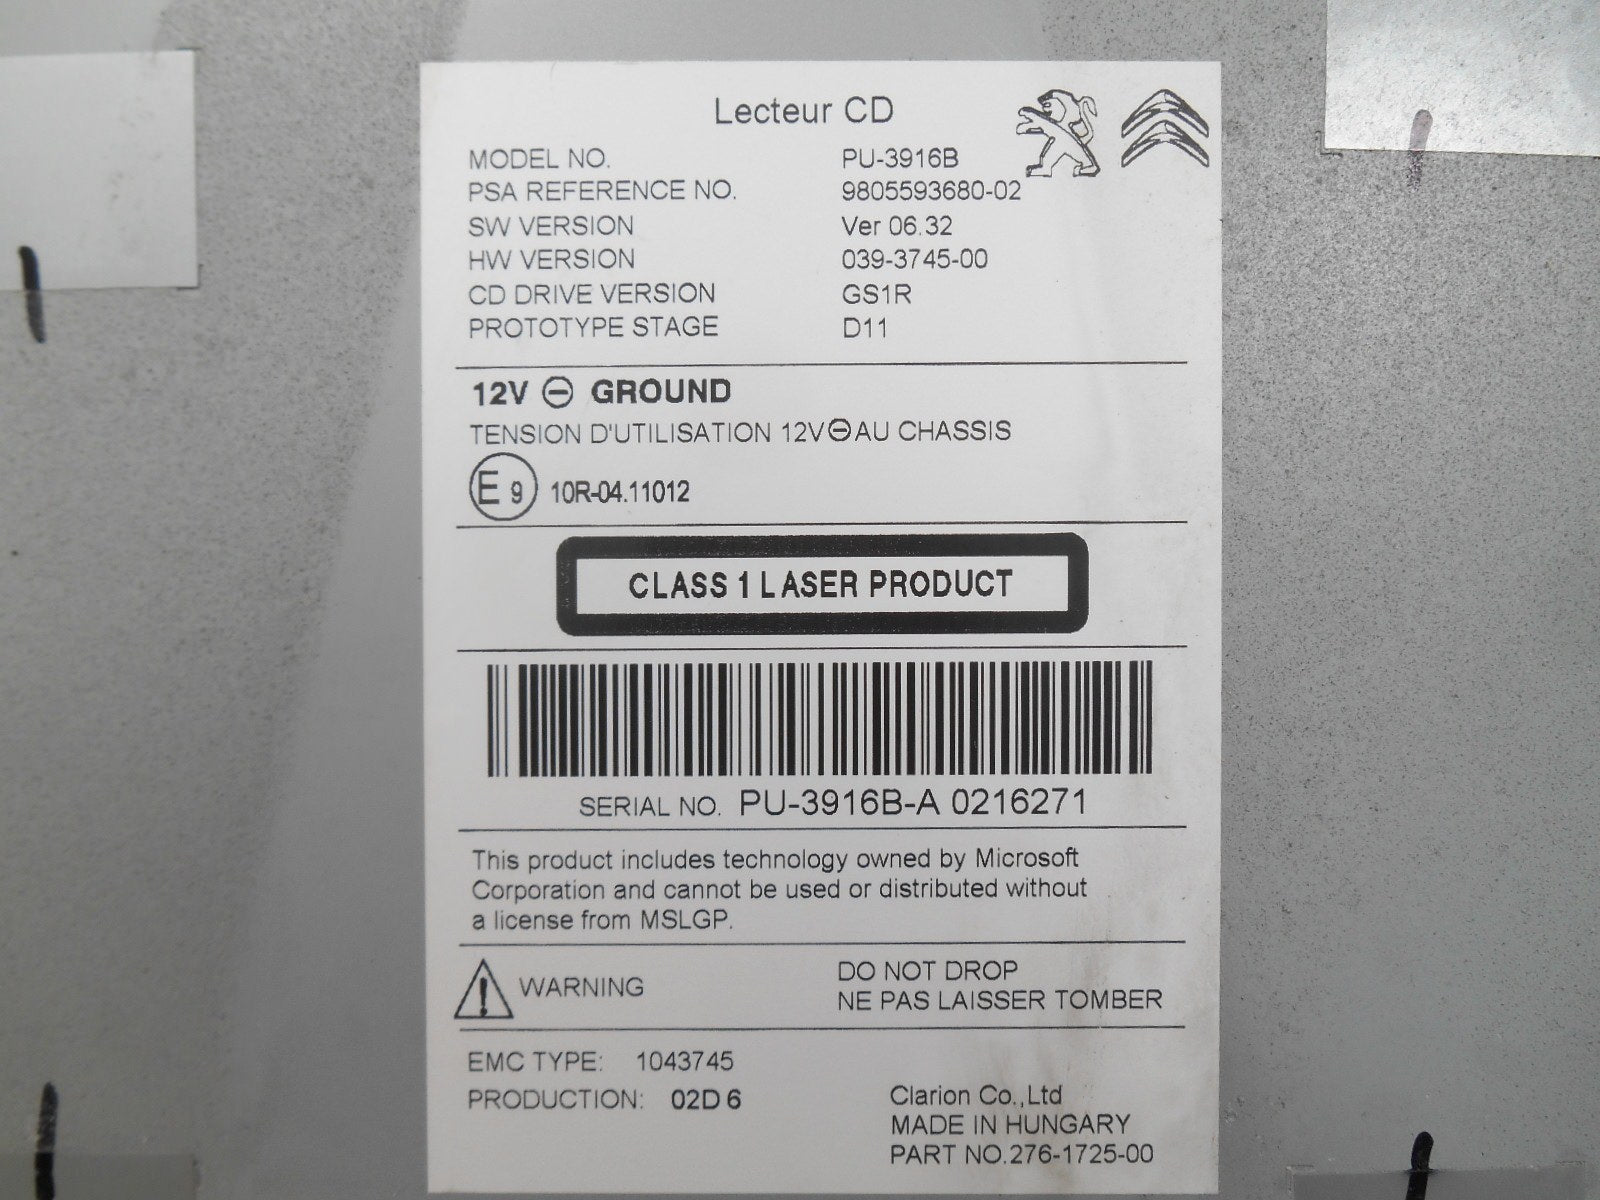 Lecteur CD
MODEL NO. PU-3916B
PSA REFERENCE NO. 9805593680-02
SW VERSION Ver 06.32
HW VERSION 039-3745-00
CD DRIVE VERSION GS1R
PROTOTYPE STAGE D11
12V ⊖ GROUND
TENSION D'UTILISATION 12V⊖AU CHASSIS
E9 10R-04.11012
CLASS 1 LASER PRODUCT
SERIAL NO. PU-3916B-A 0216271
This product includes technology owned by Microsoft
Corporation and cannot be used or distributed without
a license from MSLGP.
WARNING DO NOT DROP
NE PAS LAISSER TOMBER
EMC TYPE: 1043745
PRODUCTION: 02D 6
Clarion Co.,Ltd
MADE IN HUNGARY
PART NO.276-1725-00